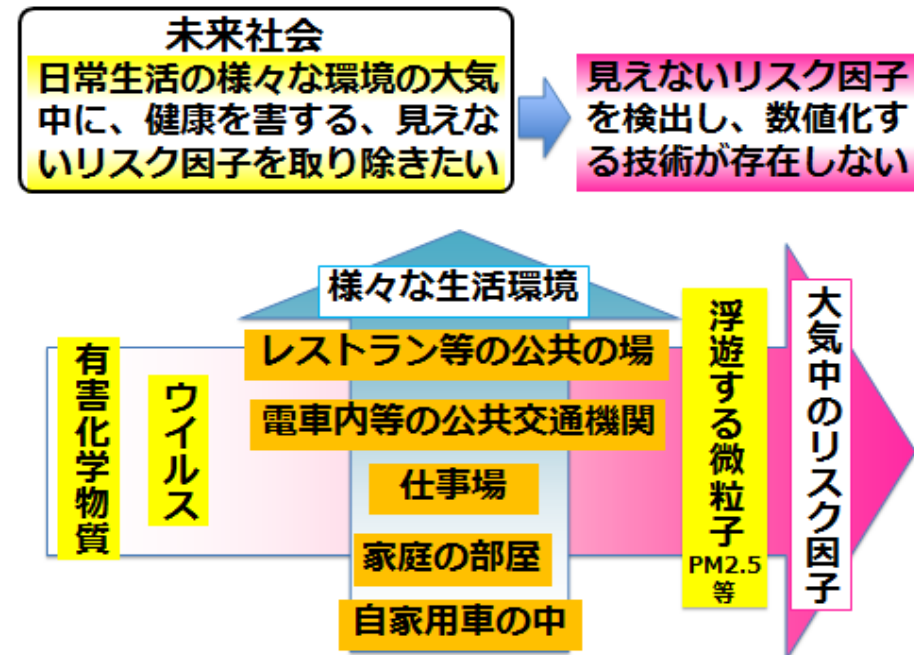 未来社会
日常生活の様々な環境の大気
中に、健康を害する、見えな
いリスク因子を取り除きたい
見えないリスク因子
を検出し、数値化す
る技術が存在しない
様々な生活環境
レストラン等の公共の場
電車内等の公共交通機関
仕事場
家庭の部屋
自家用車の中
有害化学物質
ウイルス
浮遊する微粒子
PM2.5
等
大気中のリスク因子